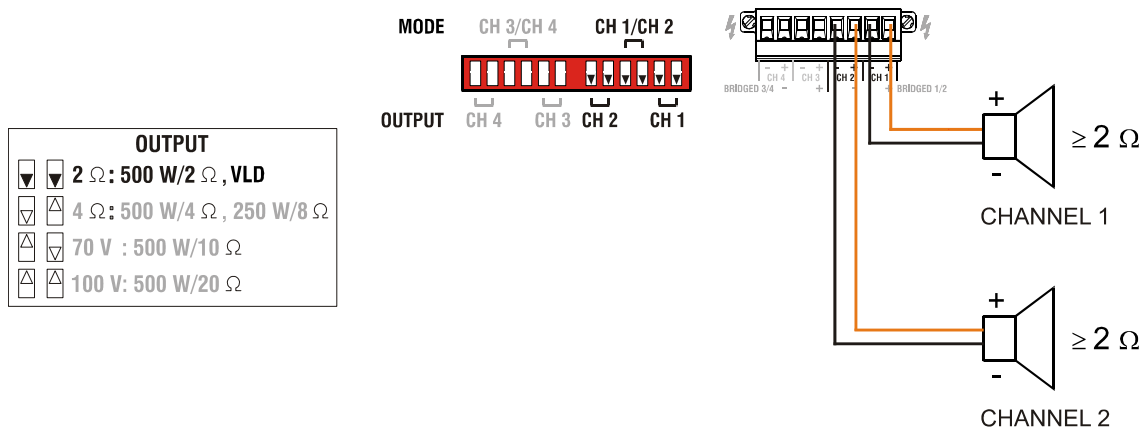 MODE CH 3/CH 4 CH 1/CH 2
OUTPUT CH 4 CH 3 CH 2 CH 1
OUTPUT
2 Ω: 500 W/2 Ω , VLD
4 Ω: 500 W/4 Ω , 250 W/8 Ω
70 V : 500 W/10 Ω
100 V: 500 W/20 Ω
- + - + - + - +
CH 4 CH 3 CH 2 CH 1
BRIDGED 3/4 - + - + BRIDGED 1/2
+
≥ 2 Ω
-
CHANNEL 1
+
≥ 2 Ω
-
CHANNEL 2